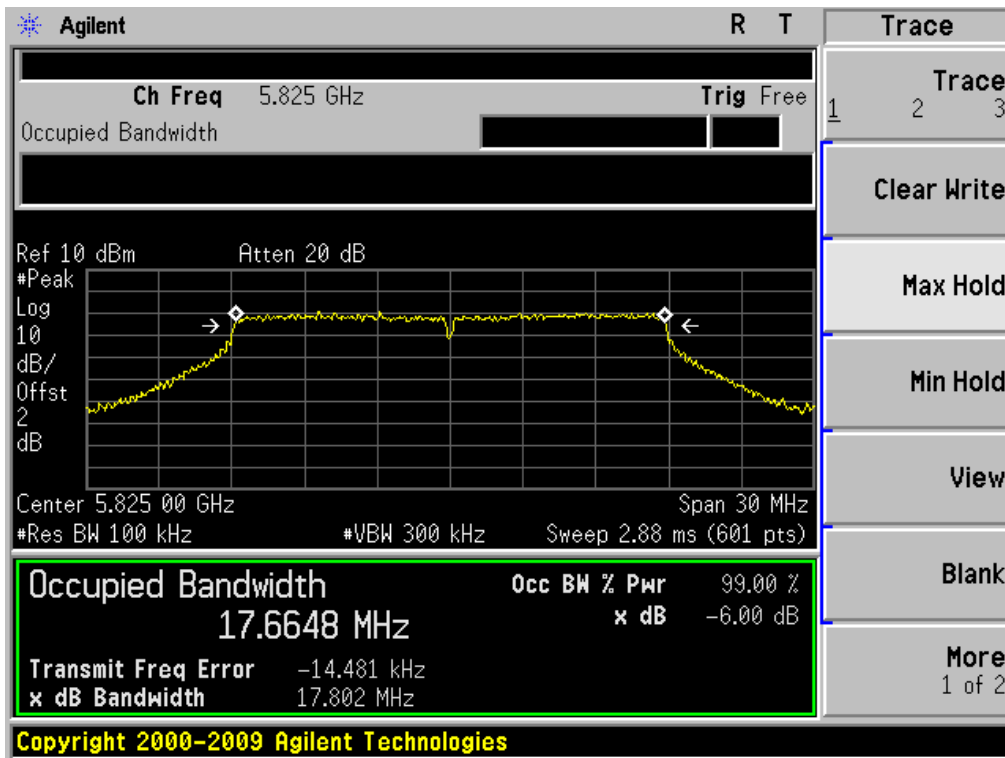 Agilent R T Trace
Ch Freq 5.825 GHz Trig Free
Occupied Bandwidth
Trace
1 2 3
Clear Write
Max Hold
Min Hold
View
Blank
More
1 of 2
Ref 10 dBm Atten 20 dB
#Peak
Log
10
dB/
Offst
2
dB
Center 5.825 00 GHz Span 30 MHz
#Res BW 100 kHz #VBW 300 kHz Sweep 2.88 ms (601 pts)
Occupied Bandwidth Occ BW % Pwr 99.00 %
17.6648 MHz x dB -6.00 dB
Transmit Freq Error -14.481 kHz
x dB Bandwidth 17.802 MHz
Copyright 2000-2009 Agilent Technologies